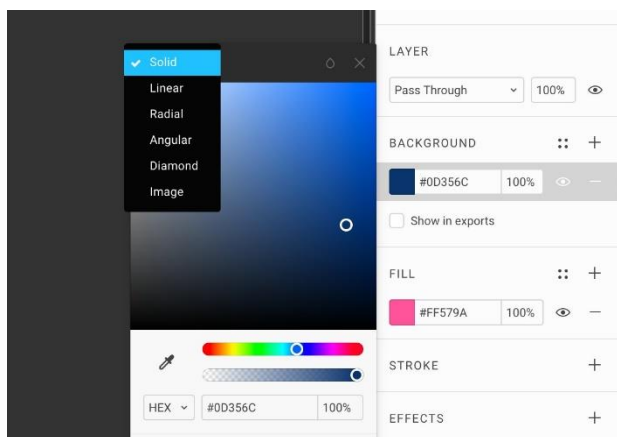 Solid
Linear
Radial
Angular
Diamond
Image
HEX #0D356C 100%
LAYER
Pass Through 100%
BACKGROUND
#0D356C 100%
Show in exports
FILL
#FF579A 100%
STROKE
EFFECTS